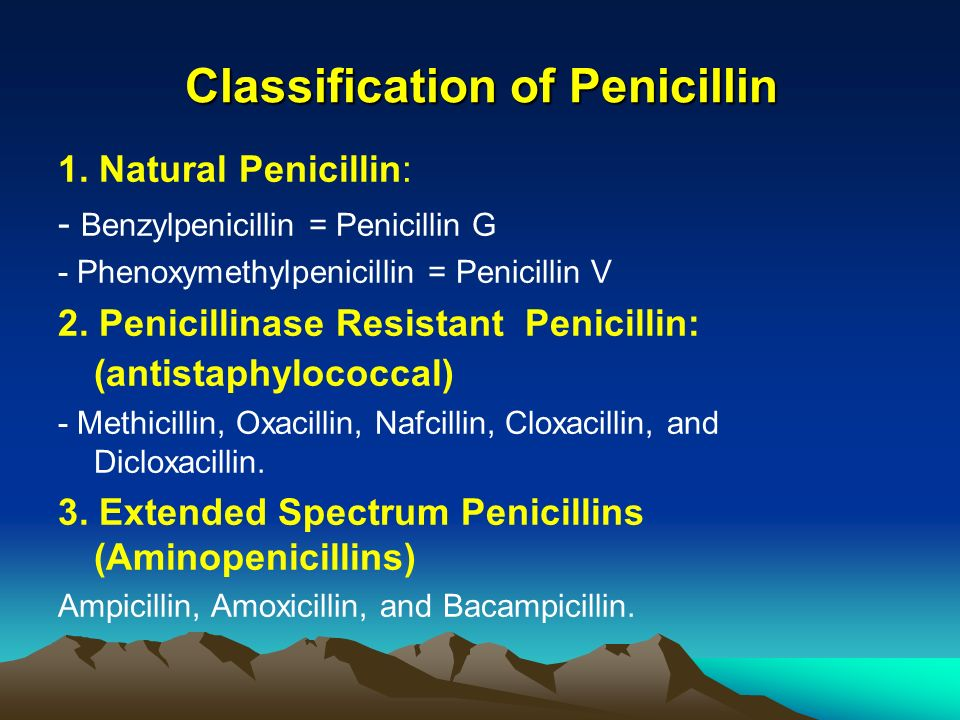 Classification of Penicillin
1. Natural Penicillin:
- Benzylpenicillin = Penicillin G
- Phenoxymethylpenicillin = Penicillin V
2. Penicillinase Resistant Penicillin:
(antistaphylococcal)
- Methicillin, Oxacillin, Nafcillin, Cloxacillin, and
Dicloxacillin.
3. Extended Spectrum Penicillins
(Aminopenicillins)
Ampicillin, Amoxicillin, and Bacampicillin.